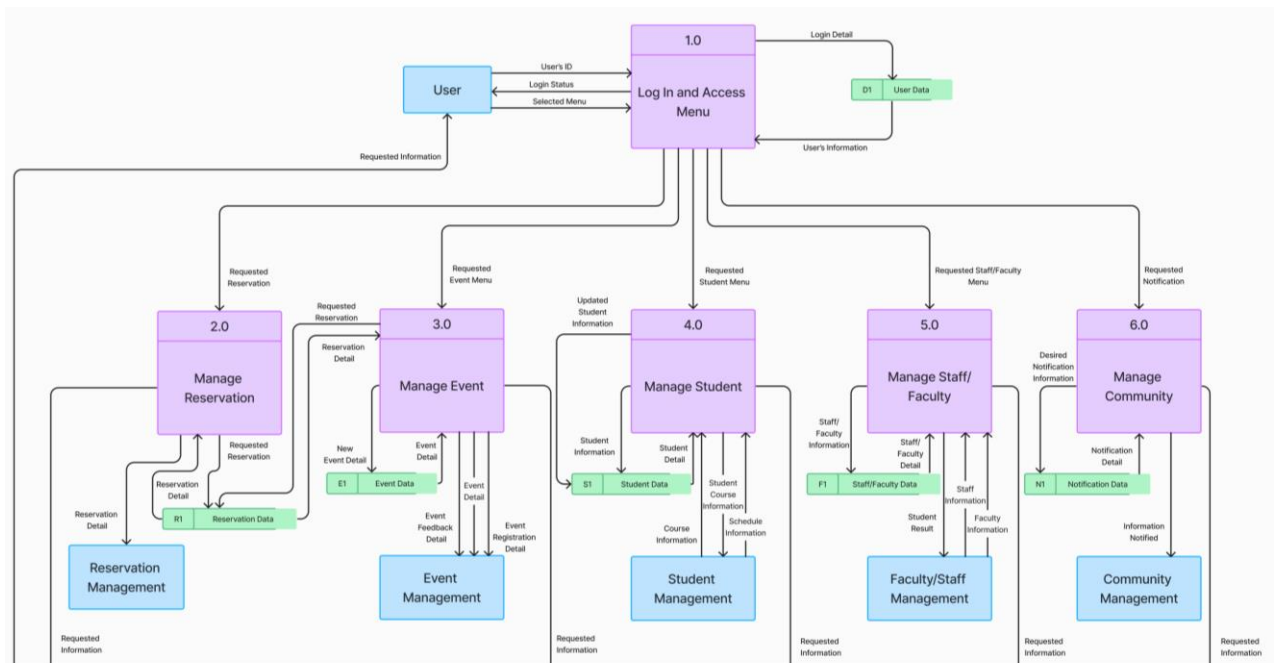 1.0
Log In and Access
Menu
User
User's ID
Login Status
Selected Menu
Login Detail
D1
User Data
User's Information
Requested Information
Requested
Reservation
Requested
Event Menu
Requested
Student Menu
Requested Staff/Faculty
Menu
Requested
Notification
2.0
Manage
Reservation
Requested
Reservation
Reservation
Detail
3.0
Manage Event
Updated
Student
Information
4.0
Manage Student
5.0
Manage Staff/
Faculty
Desired
Notification
Information
6.0
Manage
Community
Reservation
Detail
Requested
Reservation
Reservation
Detail
R1
Reservation Data
New
Event Detail
Event
Detail
E1
Event Data
Event
Feedback
Detail
Event
Detail
Event
Registration
Detail
Student
Information
Student
Detail
S1
Student Data
Course
Information
Student
Course
Information
Schedule
Information
Staff/
Faculty
Information
Staff/
Faculty
Detail
F1
Staff/Faculty Data
Student
Result
Staff
Information
Faculty
Information
Notification
Detail
N1
Notification Data
Information
Notified
Reservation
Management
Event
Management
Student
Management
Faculty/Staff
Management
Community
Management
Requested
Information
Requested
Information
Requested
Information
Requested
Information
Requested
Information